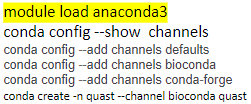 module load anaconda3
conda config --show  channels
conda config --add channels defaults
conda config --add channels bioconda
conda config --add channels conda-forge
conda create -n quast --channel bioconda quast